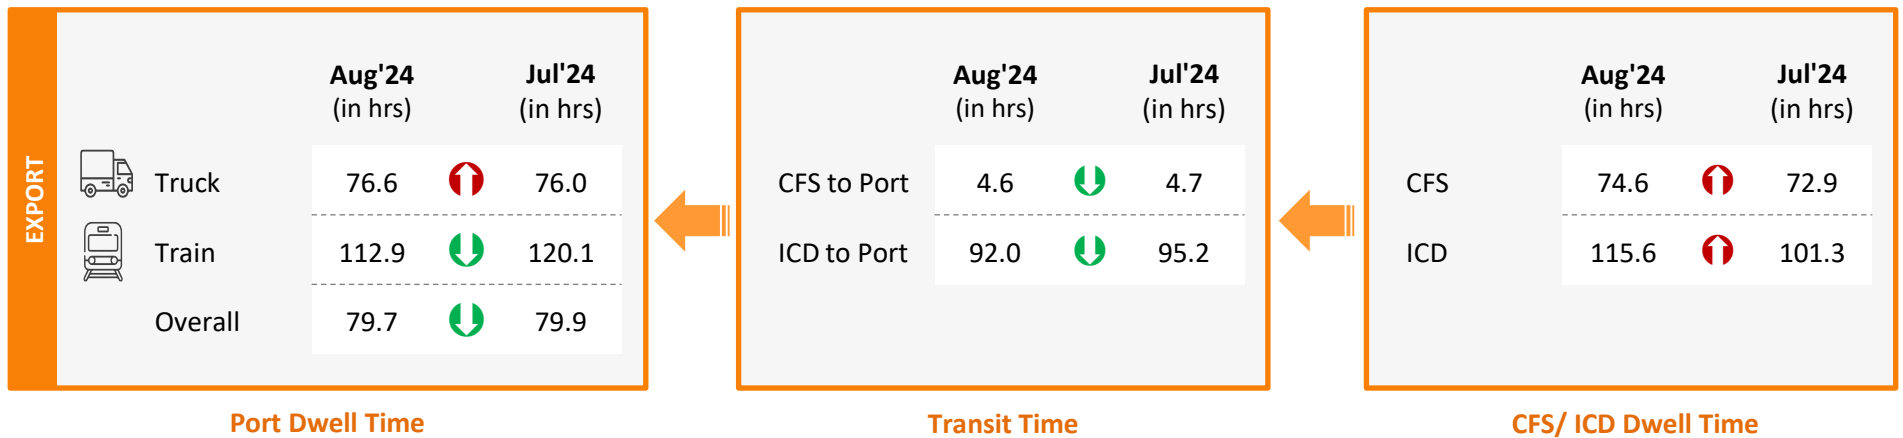 EXPORT
Aug'24 Jul'24
(in hrs) (in hrs)
Truck 76.6 76.0
Train 112.9 120.1
Overall 79.7 79.9
Port Dwell Time
Aug'24 Jul'24
(in hrs) (in hrs)
CFS to Port 4.6 4.7
ICD to Port 92.0 95.2
Transit Time
Aug'24 Jul'24
(in hrs) (in hrs)
CFS 74.6 72.9
ICD 115.6 101.3
CFS/ ICD Dwell Time